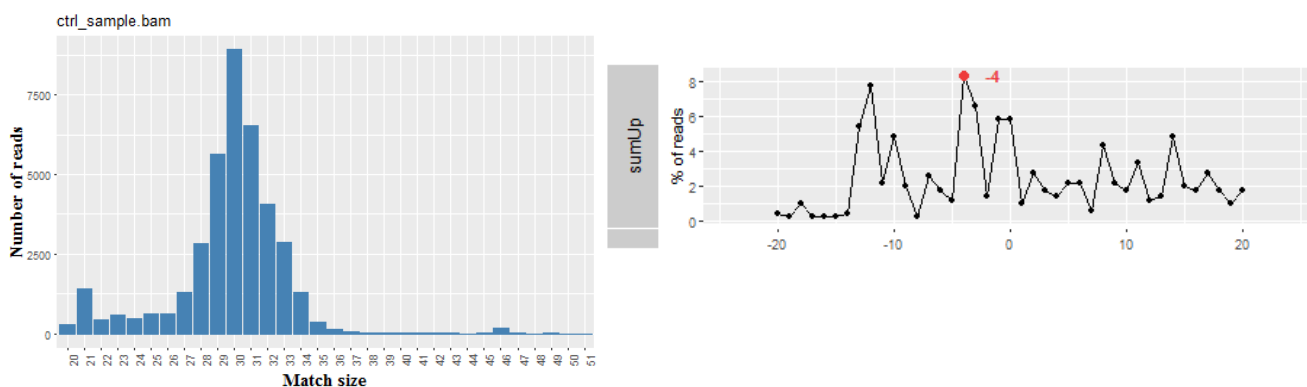 ctrl_sample.bam
Number of reads
7500
5000
2500
0
20 21 22 23 24 25 26 27 28 29 30 31 32 33 34 35 36 37 38 39 40 41 42 43 44 45 46 47 48 49 50 51
Match size
sumUp
% of reads
8
6
4
2
0
-4
-20 -10 0 10 20